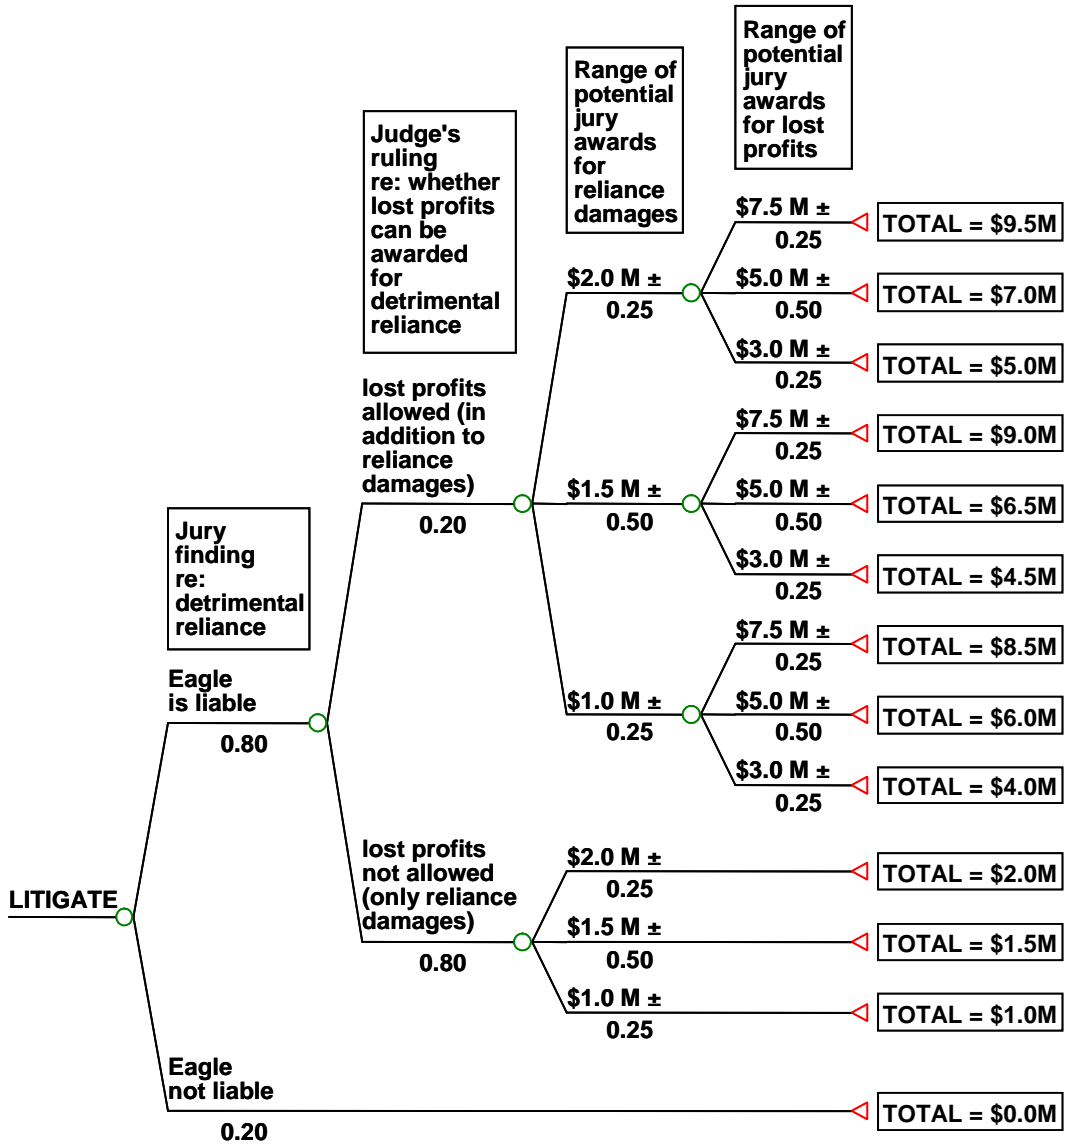 Range of
potential
jury
awards
for lost
profits
Range of
potential
jury
awards
for
reliance
damages
Judge's
ruling
re: whether
lost profits
can be
awarded
for
detrimental
reliance
Jury
finding
re:
detrimental
reliance
LITIGATE
Eagle
is liable
0.80
lost profits
allowed (in
addition to
reliance
damages)
0.20
$2.0 M ±
0.25
$7.5 M ±
0.25
TOTAL = $9.5M
$5.0 M ±
0.50
TOTAL = $7.0M
$3.0 M ±
0.25
TOTAL = $5.0M
$1.5 M ±
0.50
$7.5 M ±
0.25
TOTAL = $9.0M
$5.0 M ±
0.50
TOTAL = $6.5M
$3.0 M ±
0.25
TOTAL = $4.5M
$1.0 M ±
0.25
$7.5 M ±
0.25
TOTAL = $8.5M
$5.0 M ±
0.50
TOTAL = $6.0M
$3.0 M ±
0.25
TOTAL = $4.0M
lost profits
not allowed
(only reliance
damages)
0.80
$2.0 M ±
0.25
TOTAL = $2.0M
$1.5 M ±
0.50
TOTAL = $1.5M
$1.0 M ±
0.25
TOTAL = $1.0M
Eagle
not liable
0.20
TOTAL = $0.0M